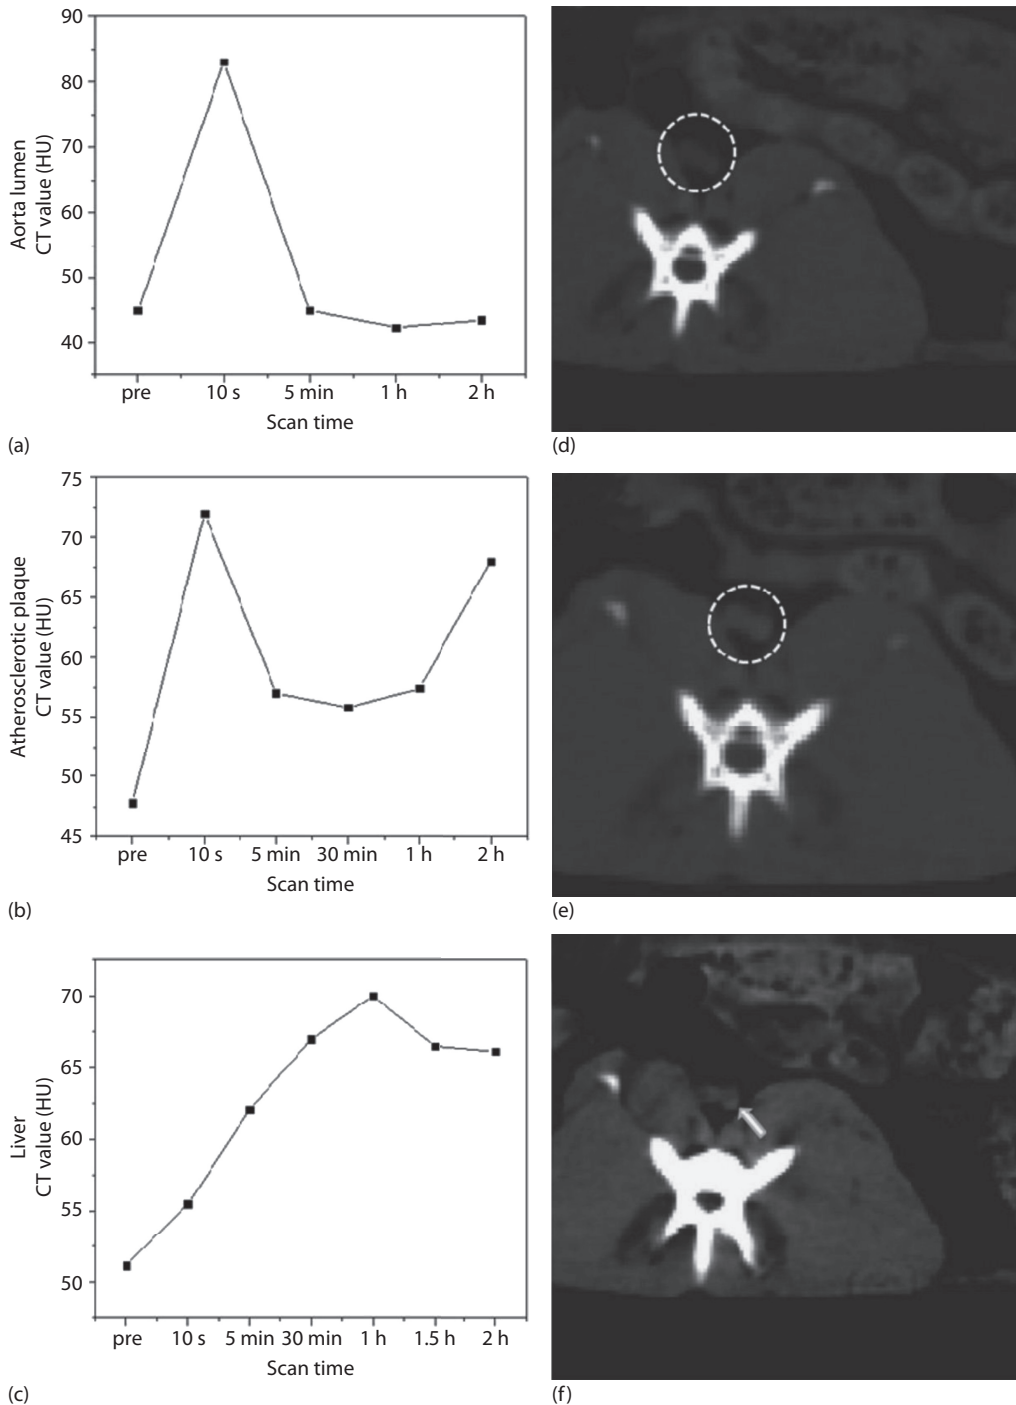 90
80
70
60
50
40
Aorta lumen
CT value (HU)
pre 10 s 5 min 1 h 2 h
Scan time
(a)
(d)
75
70
65
60
55
50
45
Atherosclerotic plaque
CT value (HU)
pre 10 s 5 min 30 min 1 h 2 h
Scan time
(b)
(e)
70
65
60
55
50
Liver
CT value (HU)
pre 10 s 5 min 30 min 1 h 1.5 h 2 h
Scan time
(c)
(f)